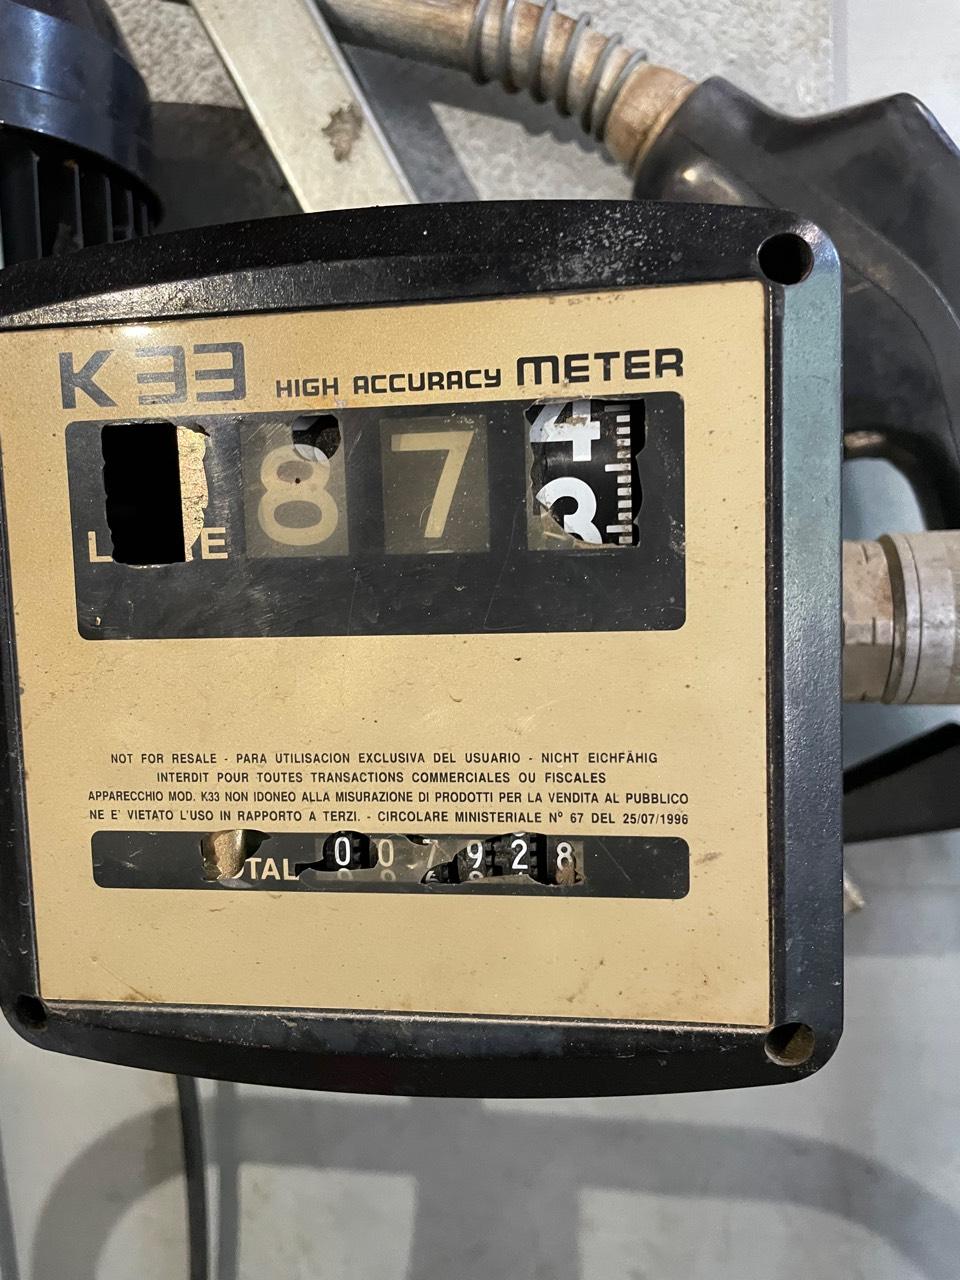 K33 HIGH ACCURACY METER
8 7 4
3
NOT FOR RESALE - PARA UTILISACION EXCLUSIVA DEL USUARIO - NICHT EICHFÄHIG
INTERDIT POUR TOUTES TRANSACTIONS COMMERCIALES OU FISCALES
APPARECCHIO MOD. K33 NON IDONEO ALLA MISURAZIONE DI PRODOTTI PER LA VENDITA AL PUBBLICO
NE E' VIETATO L'USO IN RAPPORTO A TERZI. - CIRCOLARE MINISTERIALE Nº 67 DEL 25/07/1996
TAL 0 0 7 9 2 8